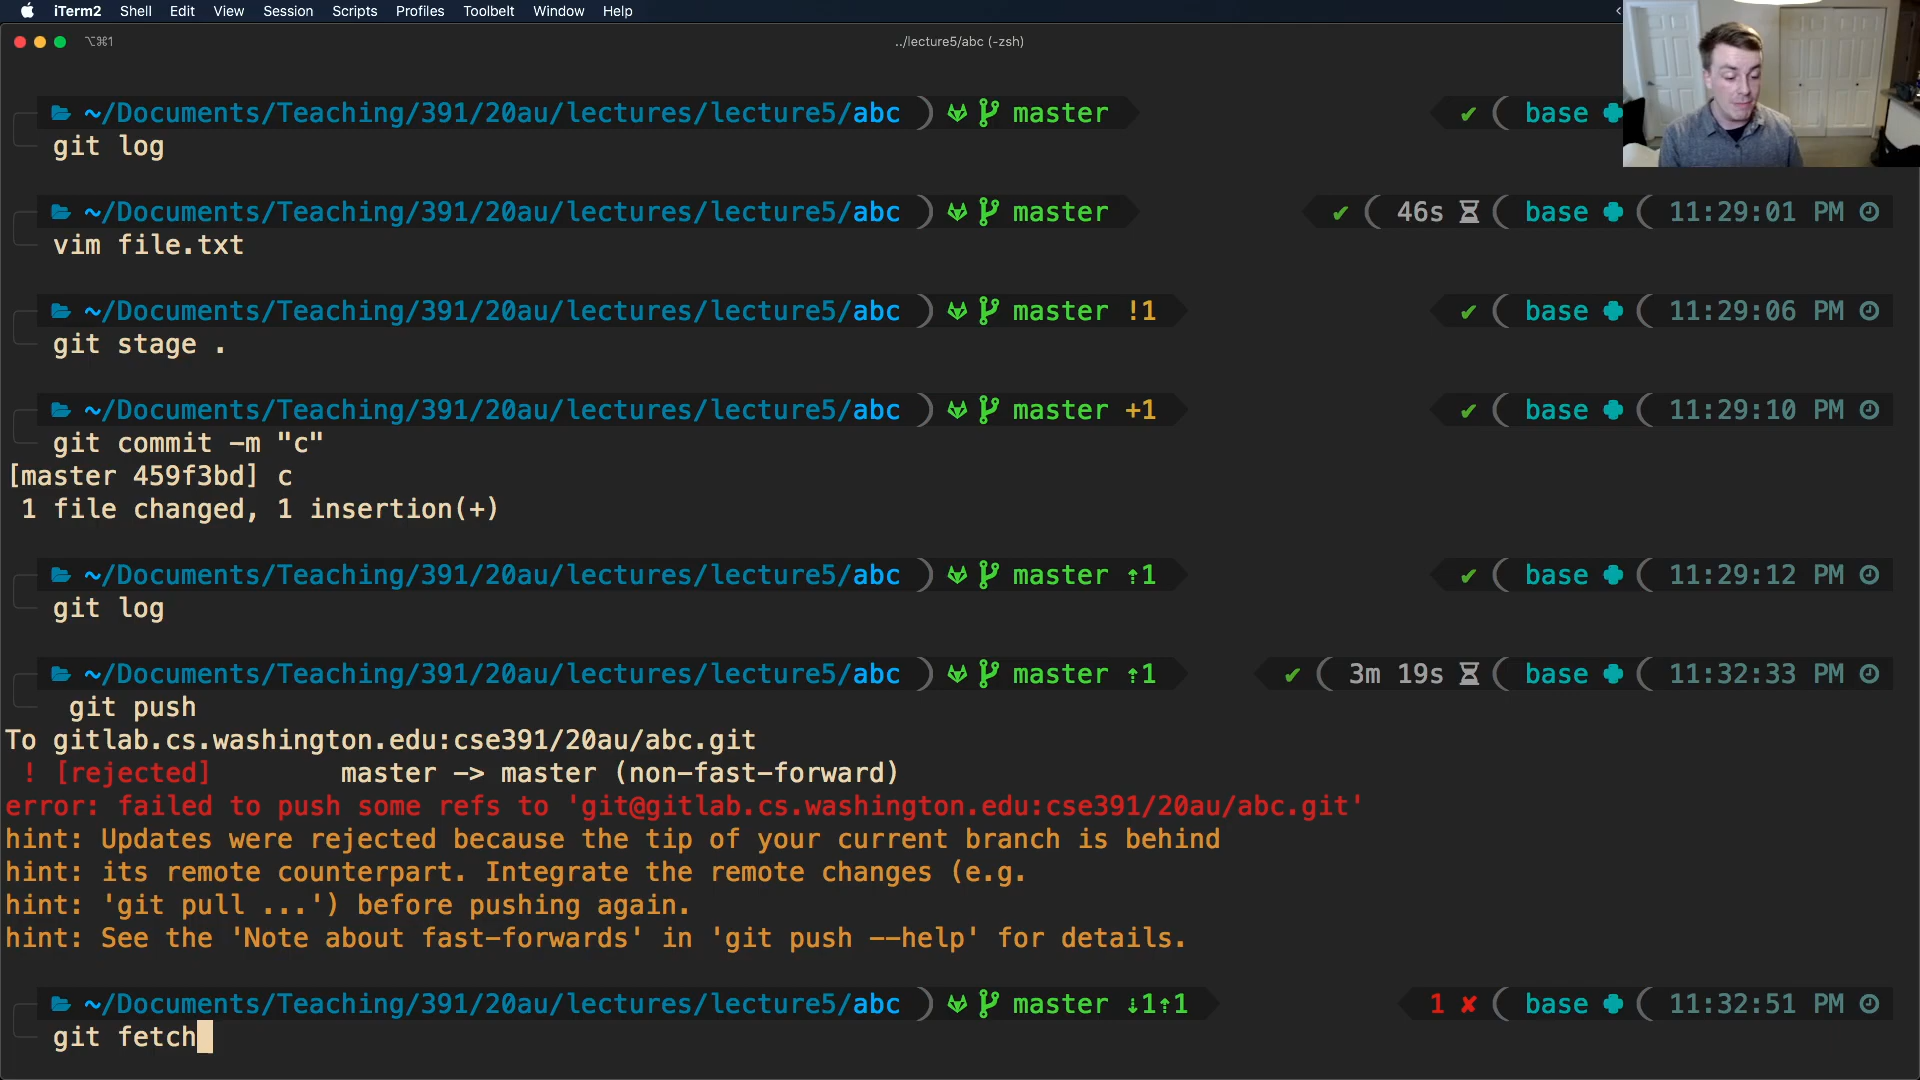 iTerm2 Shell Edit View Session Scripts Profiles Toolbelt Window Help
⌥⌘1 ../lecture5/abc (-zsh)
~/Documents/Teaching/391/20au/lectures/lecture5/abc master ✔ base
git log
~/Documents/Teaching/391/20au/lectures/lecture5/abc master ✔ 46s base 11:29:01 PM
vim file.txt
~/Documents/Teaching/391/20au/lectures/lecture5/abc master !1 ✔ base 11:29:06 PM
git stage .
~/Documents/Teaching/391/20au/lectures/lecture5/abc master +1 ✔ base 11:29:10 PM
git commit -m "c"
[master 459f3bd] c
1 file changed, 1 insertion(+)
~/Documents/Teaching/391/20au/lectures/lecture5/abc master ⇡1 ✔ base 11:29:12 PM
git log
~/Documents/Teaching/391/20au/lectures/lecture5/abc master ⇡1 ✔ 3m 19s base 11:32:33 PM
git push
To gitlab.cs.washington.edu:cse391/20au/abc.git
! [rejected] master -> master (non-fast-forward)
error: failed to push some refs to 'git@gitlab.cs.washington.edu:cse391/20au/abc.git'
hint: Updates were rejected because the tip of your current branch is behind
hint: its remote counterpart. Integrate the remote changes (e.g.
hint: 'git pull ...') before pushing again.
hint: See the 'Note about fast-forwards' in 'git push --help' for details.
~/Documents/Teaching/391/20au/lectures/lecture5/abc master ⇣1⇡1 1 ✘ base 11:32:51 PM
git fetch